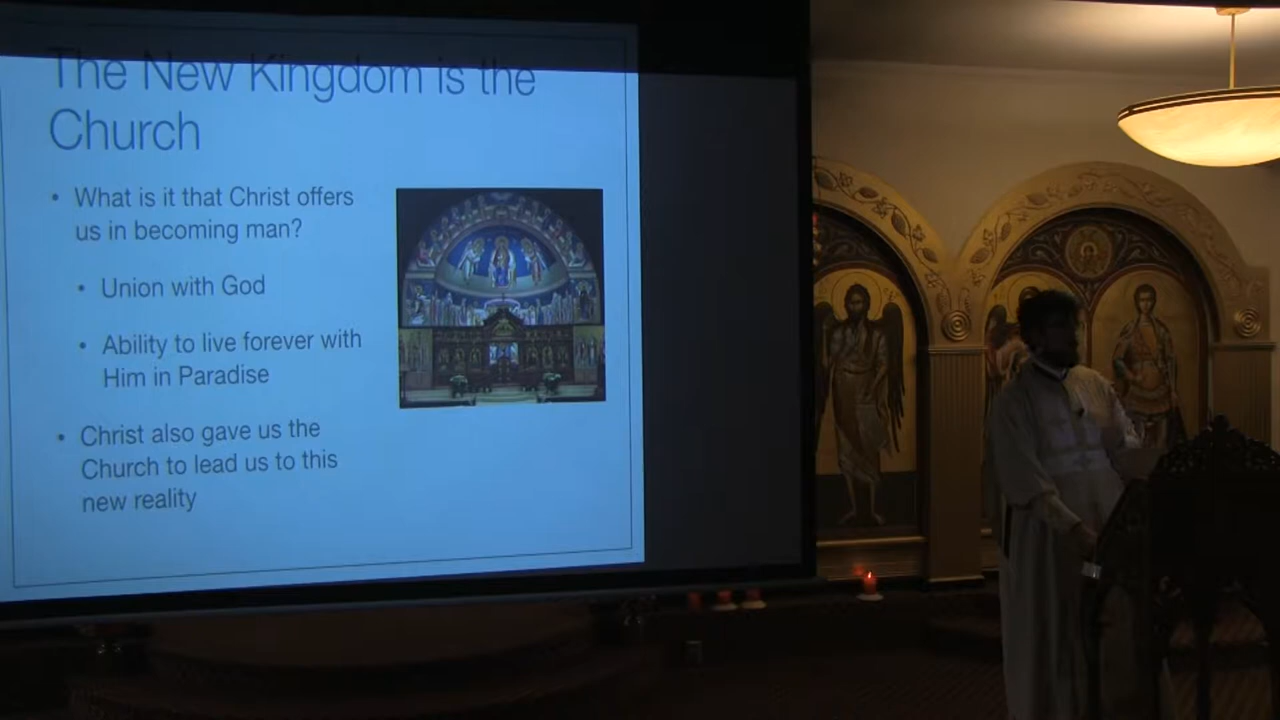 The New Kingdom is the
Church
• What is it that Christ offers
us in becoming man?
• Union with God
• Ability to live forever with
Him in Paradise
• Christ also gave us the
Church to lead us to this
new reality